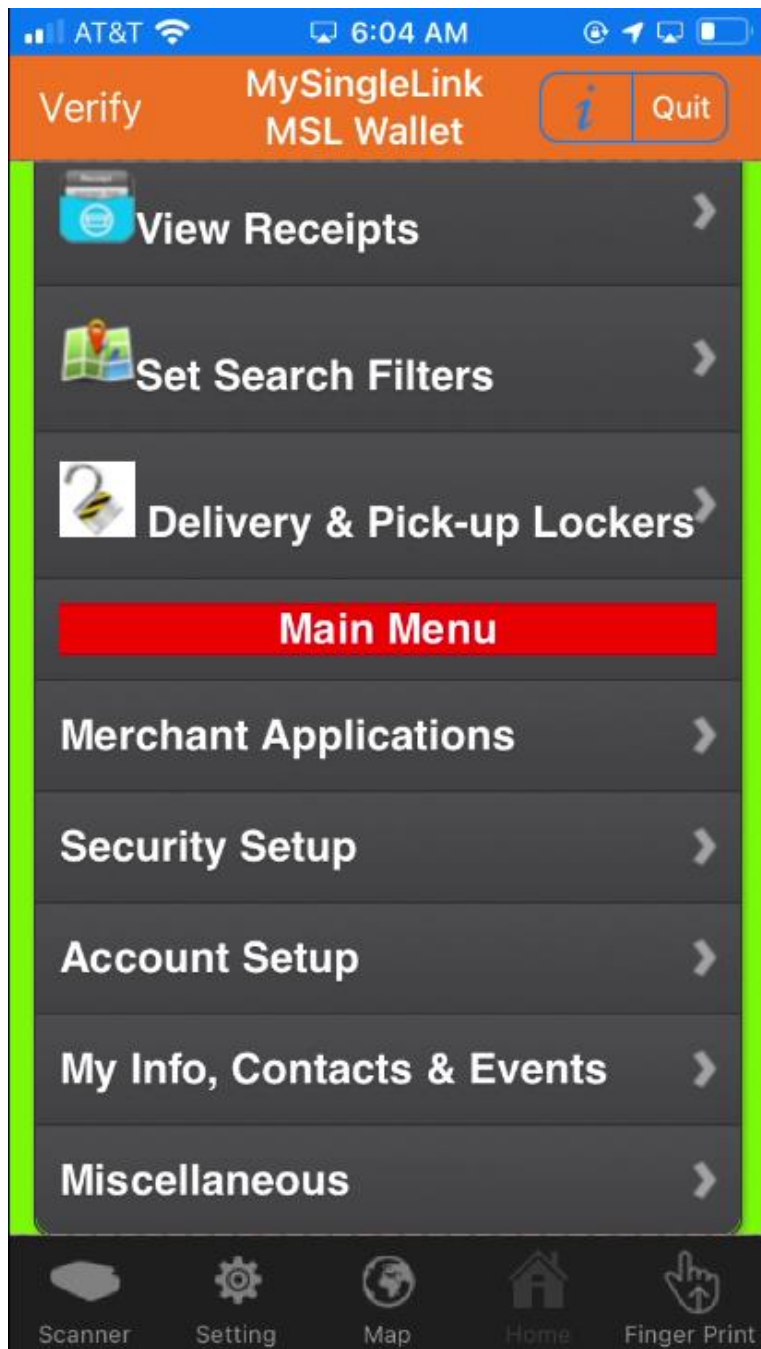 AT&T 6:04 AM
Verify
MySingleLink
MSL Wallet
i
Quit
View Receipts
Set Search Filters
Delivery & Pick-up Lockers
Main Menu
Merchant Applications
Security Setup
Account Setup
My Info, Contacts & Events
Miscellaneous
Scanner Setting Map Home Finger Print